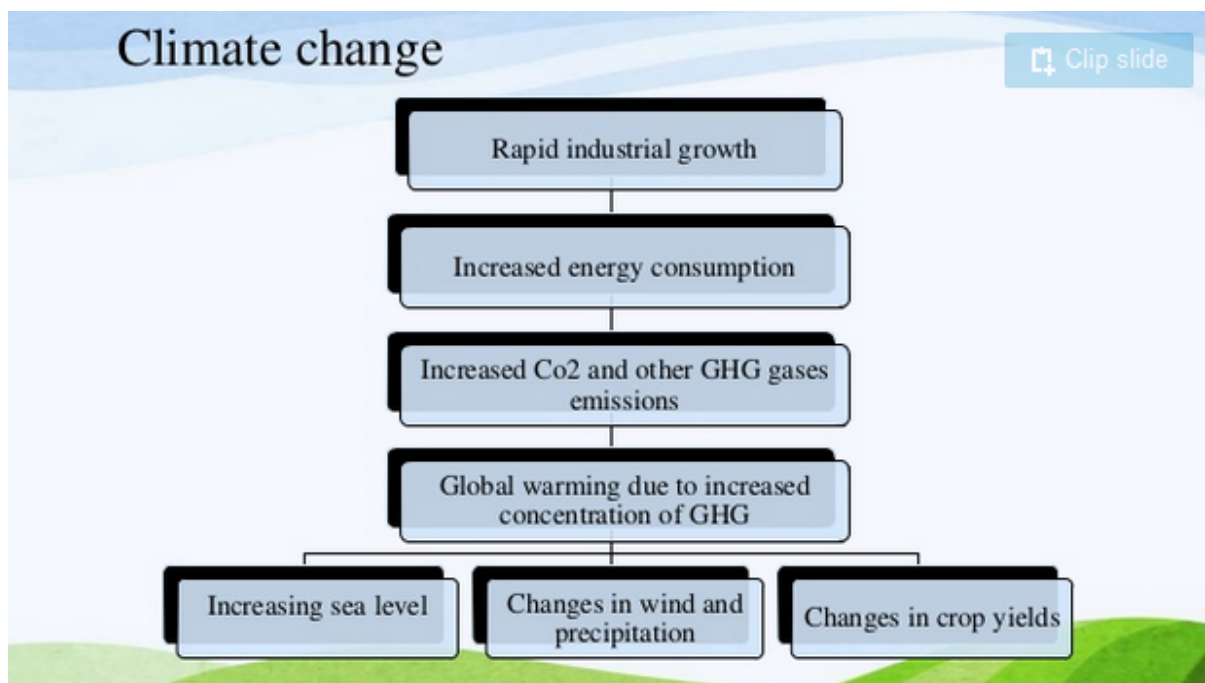 Climate change
Clip slide
Rapid industrial growth
Increased energy consumption
Increased Co2 and other GHG gases
emissions
Global warming due to increased
concentration of GHG
Increasing sea level
Changes in wind and
precipitation
Changes in crop yields